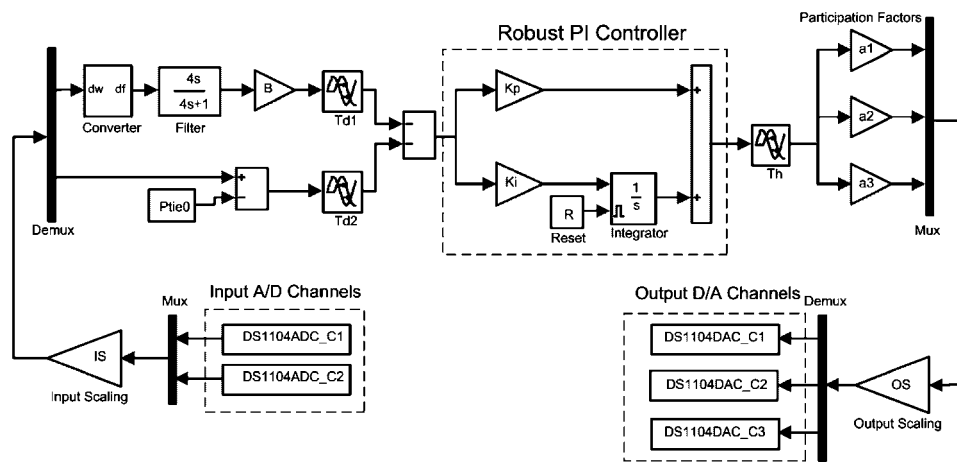 Participation Factors
Robust PI Controller
dw df
Converter
4s
4s+1
Filter
B
Td1
Kp
+
+
Th
a1
a2
a3
Mux
Demux
Ptie0
+
−
Td2
−
−
Ki
R
Reset
1
s
Integrator
Input A/D Channels
Mux
DS1104ADC_C1
DS1104ADC_C2
IS
Input Scaling
Output D/A Channels
Demux
DS1104DAC_C1
DS1104DAC_C2
DS1104DAC_C3
OS
Output Scaling